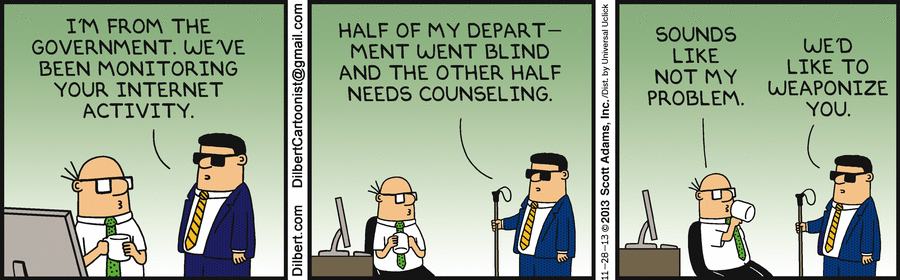 I'M FROM THE
GOVERNMENT. WE'VE
BEEN MONITORING
YOUR INTERNET
ACTIVITY.
Dilbert.com DilbertCartoonist@gmail.com
HALF OF MY DEPART–
MENT WENT BLIND
AND THE OTHER HALF
NEEDS COUNSELING.
11-28-13 © 2013 Scott Adams, Inc. /Dist. by Universal Uclick
SOUNDS
LIKE
NOT MY
PROBLEM.
WE'D
LIKE TO
WEAPONIZE
YOU.